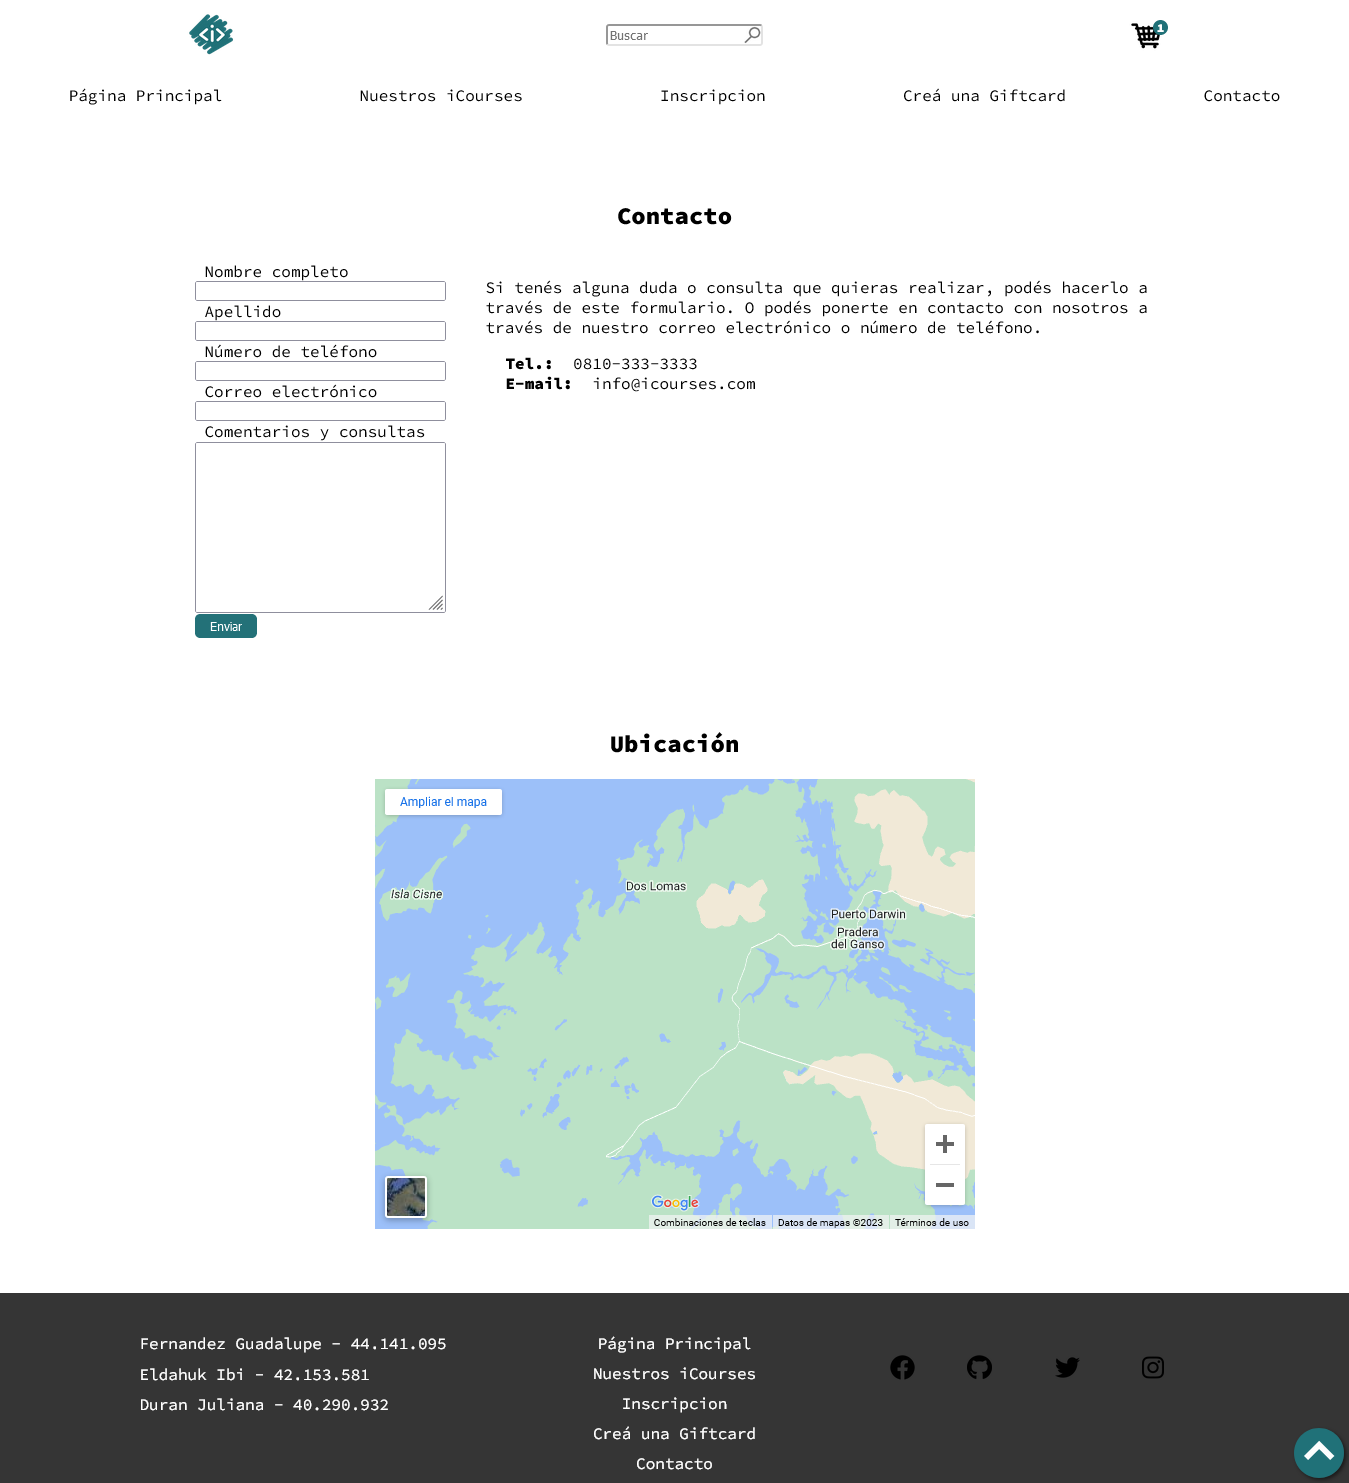 <i>
Buscar
1
Página Principal
Nuestros iCourses
Inscripcion
Creá una Giftcard
Contacto
Contacto
Nombre completo
Apellido
Número de teléfono
Correo electrónico
Comentarios y consultas
Enviar
Si tenés alguna duda o consulta que quieras realizar, podés hacerlo a
través de este formulario. O podés ponerte en contacto con nosotros a
través de nuestro correo electrónico o número de teléfono.
Tel.: 0810-333-3333
E-mail: info@icourses.com
Ubicación
Ampliar el mapa
Isla Cisne
Dos Lomas
Puerto Darwin
Pradera
del Ganso
Google
Combinaciones de teclas
Datos de mapas ©2023
Términos de uso
Fernandez Guadalupe - 44.141.095
Eldahuk Ibi - 42.153.581
Duran Juliana - 40.290.932
Página Principal
Nuestros iCourses
Inscripcion
Creá una Giftcard
Contacto